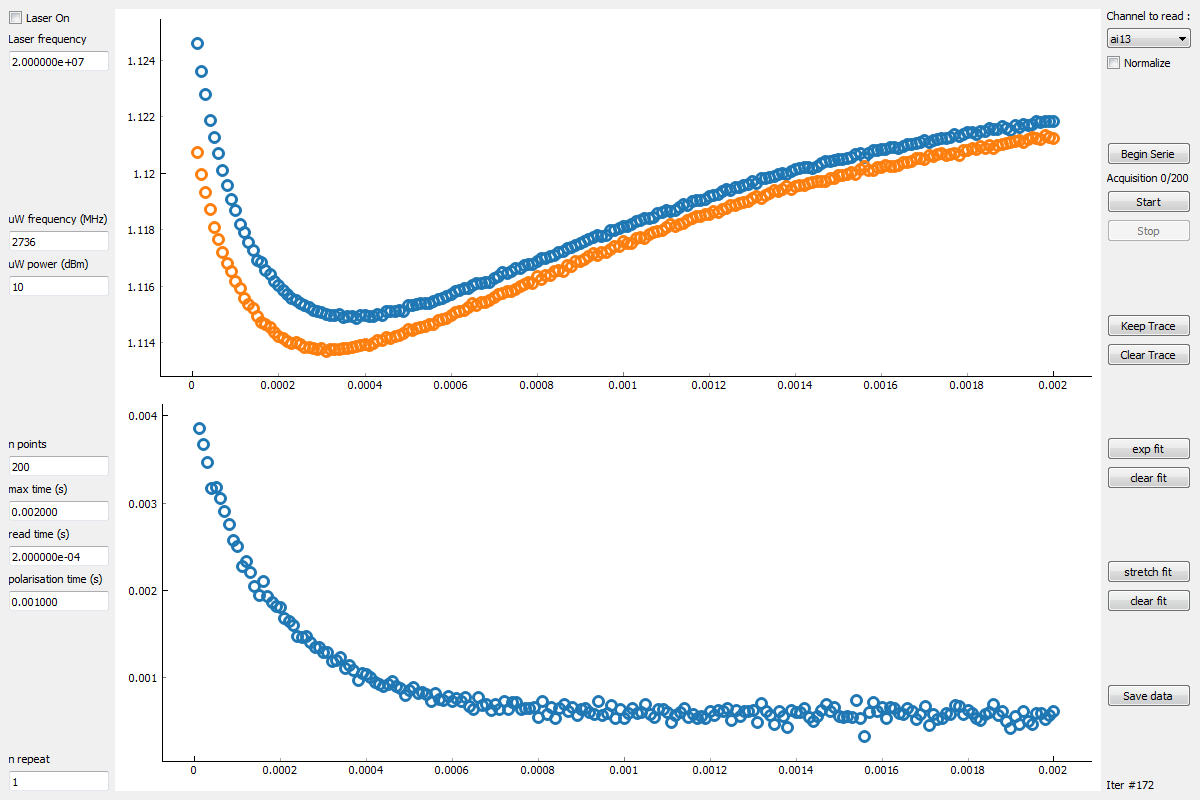 Laser On
Laser frequency
2.000000e+07
uW frequency (MHz)
2736
uW power (dBm)
10
n points
200
max time (s)
0.002000
read time (s)
2.000000e-04
polarisation time (s)
0.001000
n repeat
1
1.124
1.122
1.12
1.118
1.116
1.114
0 0.0002 0.0004 0.0006 0.0008 0.001 0.0012 0.0014 0.0016 0.0018 0.002
0.004
0.003
0.002
0.001
0 0.0002 0.0004 0.0006 0.0008 0.001 0.0012 0.0014 0.0016 0.0018 0.002
Channel to read :
ai13
Normalize
Begin Serie
Acquisition 0/200
Start
Stop
Keep Trace
Clear Trace
exp fit
clear fit
stretch fit
clear fit
Save data
Iter #172